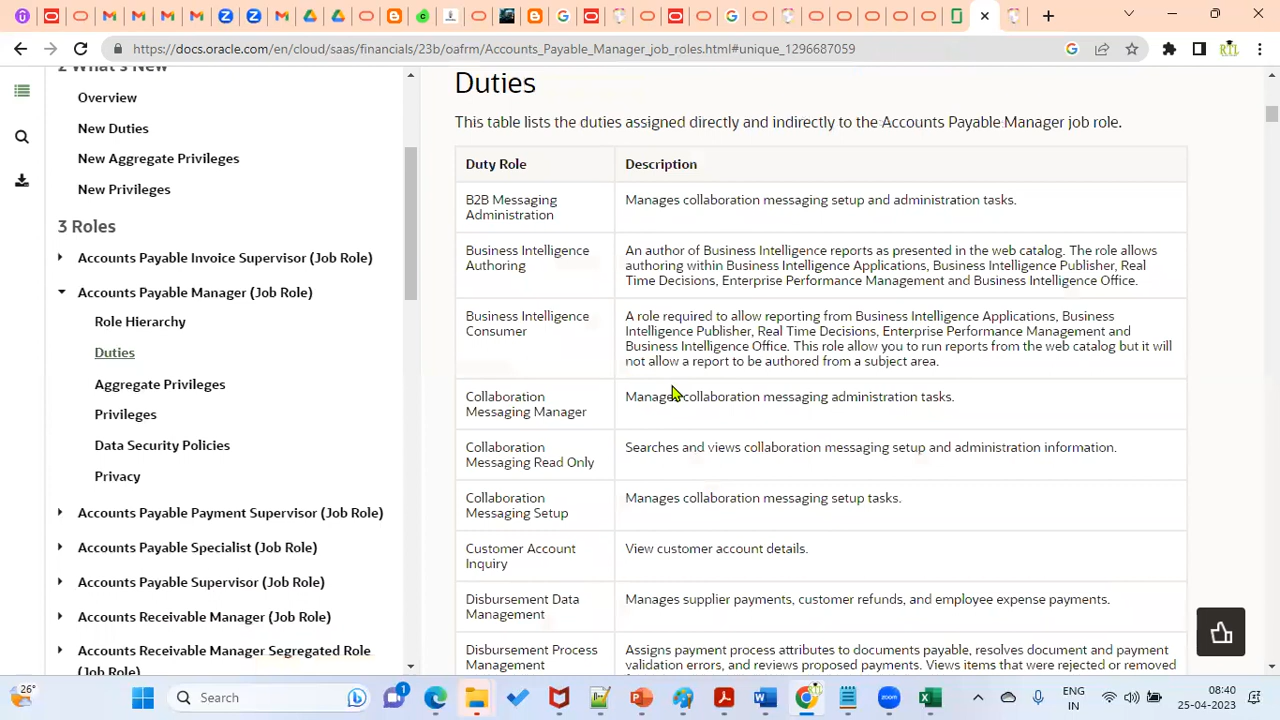 https://docs.oracle.com/en/cloud/saas/financials/23b/oafrm/Accounts_Payable_Manager_job_roles.html#unique_1296687059
2 What's New
Overview
New Duties
New Aggregate Privileges
New Privileges
3 Roles
Accounts Payable Invoice Supervisor (Job Role)
Accounts Payable Manager (Job Role)
Role Hierarchy
Duties
Aggregate Privileges
Privileges
Data Security Policies
Privacy
Accounts Payable Payment Supervisor (Job Role)
Accounts Payable Specialist (Job Role)
Accounts Payable Supervisor (Job Role)
Accounts Receivable Manager (Job Role)
Accounts Receivable Manager Segregated Role
(Job Role)
Duties
This table lists the duties assigned directly and indirectly to the Accounts Payable Manager job role.
Duty Role
Description
B2B Messaging
Administration
Manages collaboration messaging setup and administration tasks.
Business Intelligence
Authoring
An author of Business Intelligence reports as presented in the web catalog. The role allows
authoring within Business Intelligence Applications, Business Intelligence Publisher, Real
Time Decisions, Enterprise Performance Management and Business Intelligence Office.
Business Intelligence
Consumer
A role required to allow reporting from Business Intelligence Applications, Business
Intelligence Publisher, Real Time Decisions, Enterprise Performance Management and
Business Intelligence Office. This role allow you to run reports from the web catalog but it will
not allow a report to be authored from a subject area.
Collaboration
Messaging Manager
Manages collaboration messaging administration tasks.
Collaboration
Messaging Read Only
Searches and views collaboration messaging setup and administration information.
Collaboration
Messaging Setup
Manages collaboration messaging setup tasks.
Customer Account
Inquiry
View customer account details.
Disbursement Data
Management
Manages supplier payments, customer refunds, and employee expense payments.
Disbursement Process
Management
Assigns payment process attributes to documents payable, resolves document and payment
validation errors, and reviews proposed payments. Views items that were rejected or removed
26°
Search
1
zoom
ENG
IN
08:40
25-04-2023
RTL